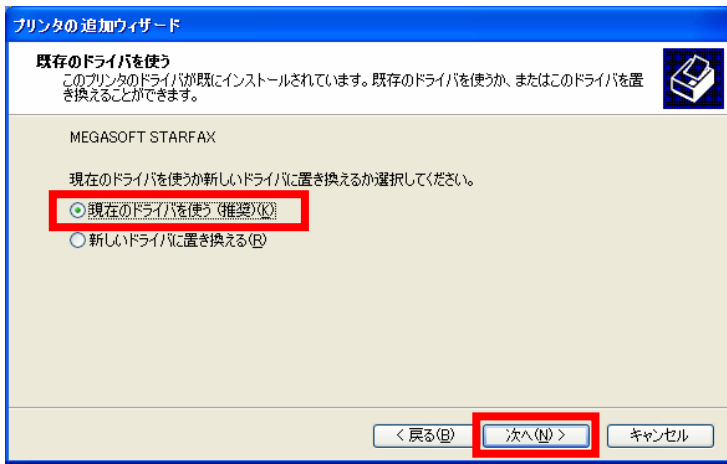 プリンタの追加ウィザード
既存のドライバを使う
このプリンタのドライバが既にインストールされています。既存のドライバを使うか、またはこのドライバを置
き換えることができます。
MEGASOFT STARFAX
現在のドライバを使うか新しいドライバに置き換えるか選択してください。
現在のドライバを使う (推奨)(K)
新しいドライバに置き換える(R)
< 戻る(B) 次へ(N) > キャンセル